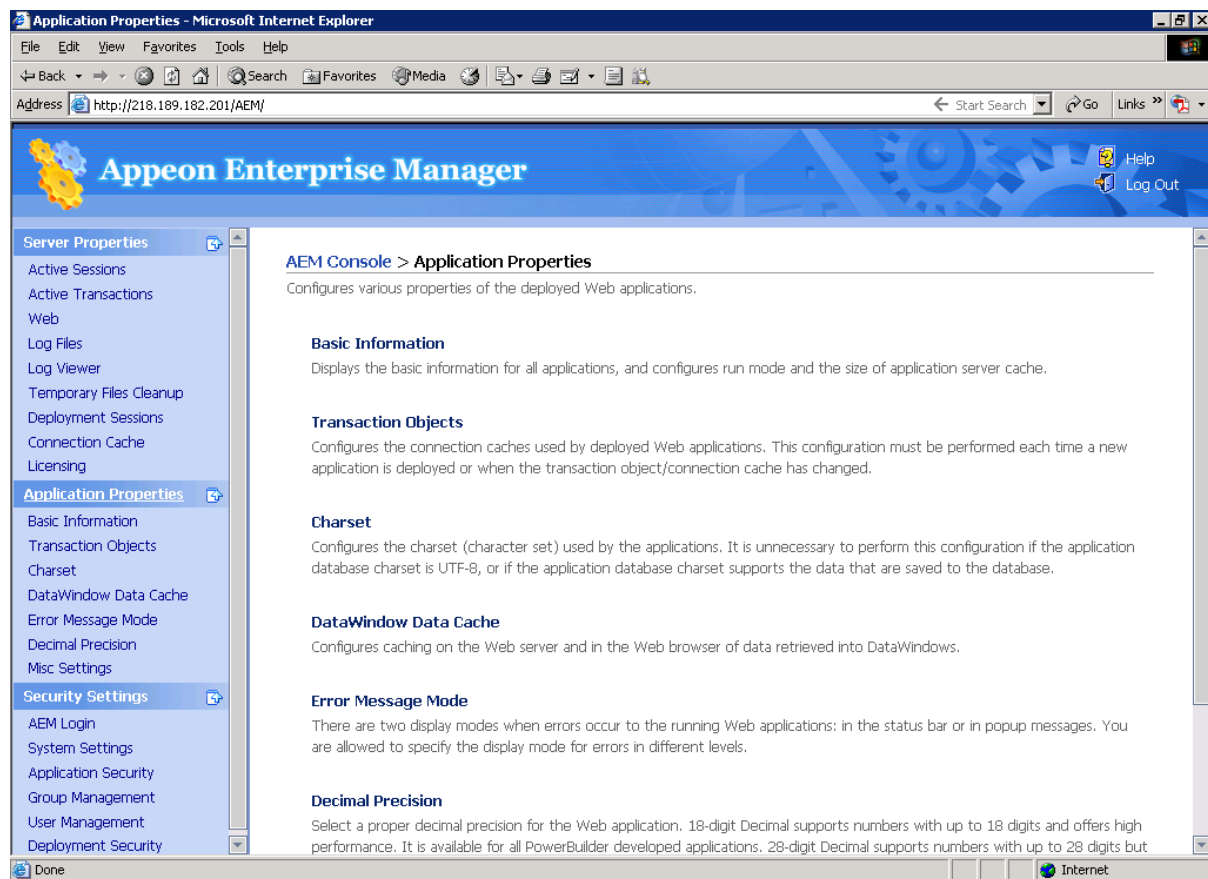 Application Properties - Microsoft Internet Explorer
File Edit View Favorites Tools Help
Back Search Favorites Media
Address http://218.189.182.201/AEM/ Start Search Go Links »
Appeon Enterprise Manager
Help
Log Out
Server Properties
Active Sessions
Active Transactions
Web
Log Files
Log Viewer
Temporary Files Cleanup
Deployment Sessions
Connection Cache
Licensing
Application Properties
Basic Information
Transaction Objects
Charset
DataWindow Data Cache
Error Message Mode
Decimal Precision
Misc Settings
Security Settings
AEM Login
System Settings
Application Security
Group Management
User Management
Deployment Security
AEM Console > Application Properties
Configures various properties of the deployed Web applications.
Basic Information
Displays the basic information for all applications, and configures run mode and the size of application server cache.
Transaction Objects
Configures the connection caches used by deployed Web applications. This configuration must be performed each time a new
application is deployed or when the transaction object/connection cache has changed.
Charset
Configures the charset (character set) used by the applications. It is unnecessary to perform this configuration if the application
database charset is UTF-8, or if the application database charset supports the data that are saved to the database.
DataWindow Data Cache
Configures caching on the Web server and in the Web browser of data retrieved into DataWindows.
Error Message Mode
There are two display modes when errors occur to the running Web applications: in the status bar or in popup messages. You
are allowed to specify the display mode for errors in different levels.
Decimal Precision
Select a proper decimal precision for the Web application. 18-digit Decimal supports numbers with up to 18 digits and offers high
performance. It is available for all PowerBuilder developed applications. 28-digit Decimal supports numbers with up to 28 digits but
Done Internet